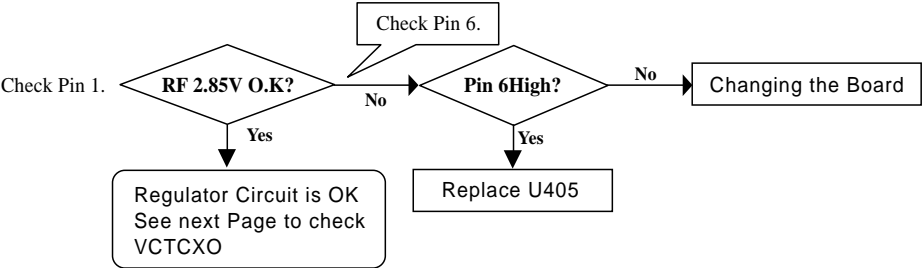 Check Pin 6.
Check Pin 1.
RF 2.85V O.K?
No
Pin 6High?
No
Changing the Board
Yes
Yes
Regulator Circuit is OK
See next Page to check
VCTCXO
Replace U405